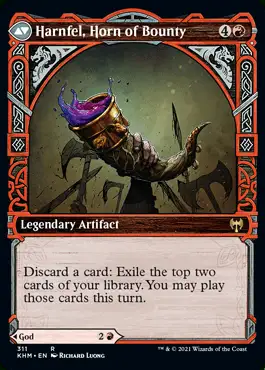 Harnfel, Horn of Bounty 4
Legendary Artifact
Discard a card: Exile the top two
cards of your library. You may play
those cards this turn.
God 2
311 R
KHM • EN RICHARD LUONG
™ & © 2021 Wizards of the Coast